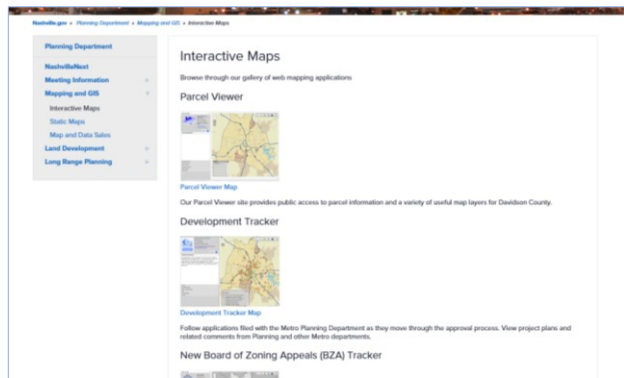 Nashville.gov » Planning Department » Mapping and GIS » Interactive Maps
Planning Department
NashvilleNext
Meeting Information
Mapping and GIS
Interactive Maps
Static Maps
Map and Data Sales
Land Development
Long Range Planning
Interactive Maps
Browse through our gallery of web mapping applications
Parcel Viewer
Parcel Viewer Map
Our Parcel Viewer site provides public access to parcel information and a variety of useful map layers for Davidson County.
Development Tracker
Development Tracker Map
Follow applications filed with the Metro Planning Department as they move through the approval process. View project plans and
related comments from Planning and other Metro departments.
New Board of Zoning Appeals (BZA) Tracker